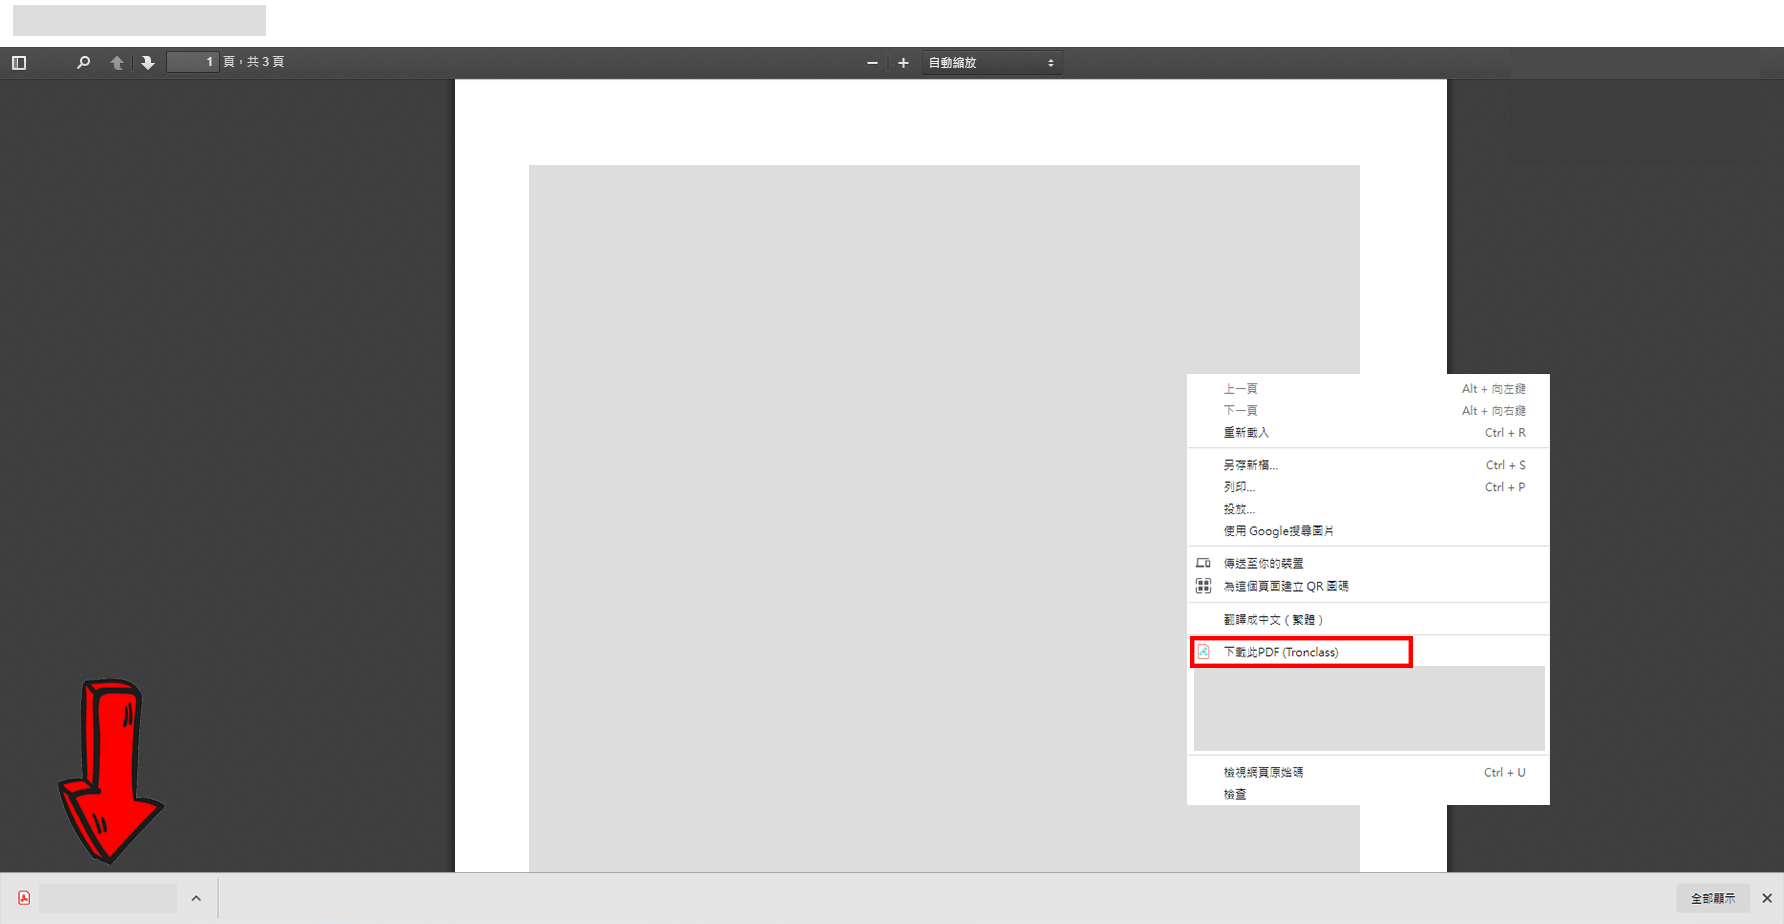 1 頁，共 3 頁
自動縮放
上一頁 Alt + 向左鍵
下一頁 Alt + 向右鍵
重新載入 Ctrl + R
另存新檔... Ctrl + S
列印... Ctrl + P
投放...
使用 Google搜尋圖片
傳送至你的裝置
為這個頁面建立 QR 圖碼
翻譯成中文 ( 繁體 )
下載此PDF (Tronclass)
檢視網頁原始碼 Ctrl + U
檢查
全部顯示